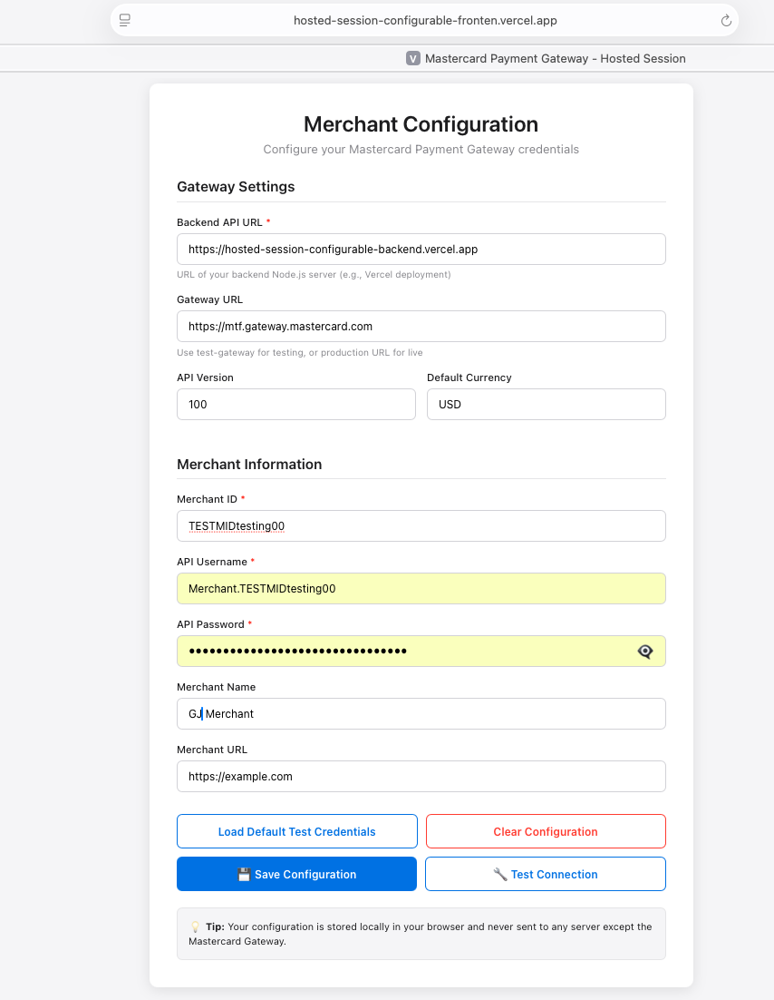 hosted-session-configurable-fronten.vercel.app
V Mastercard Payment Gateway - Hosted Session
Merchant Configuration
Configure your Mastercard Payment Gateway credentials
Gateway Settings
Backend API URL *
https://hosted-session-configurable-backend.vercel.app
URL of your backend Node.js server (e.g., Vercel deployment)
Gateway URL
https://mtf.gateway.mastercard.com
Use test-gateway for testing, or production URL for live
API Version
Default Currency
100
USD
Merchant Information
Merchant ID *
TESTMIDtesting00
API Username *
Merchant.TESTMIDtesting00
API Password *
••••••••••••••••••••••••••••••••
Merchant Name
GJ Merchant
Merchant URL
https://example.com
Load Default Test Credentials
Clear Configuration
💾 Save Configuration
🔧 Test Connection
💡 Tip: Your configuration is stored locally in your browser and never sent to any server except the
Mastercard Gateway.